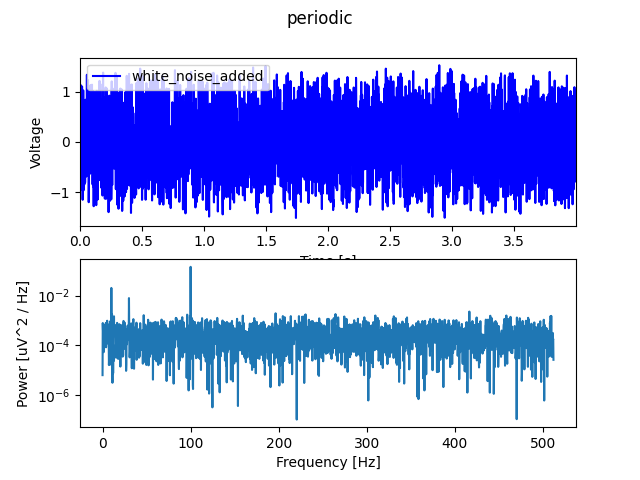 periodic
white_noise_added
Voltage
1
0
−1
0.0 0.5 1.0 1.5 2.0 2.5 3.0 3.5
Time [s]
Power [uV^2 / Hz]
10^−2
10^−4
10^−6
0 100 200 300 400 500
Frequency [Hz]